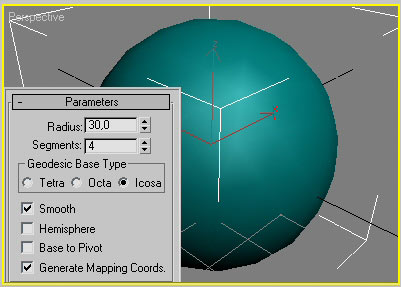 Perspective
z
Parameters
Radius: 30,0
Segments: 4
Geodesic Base Type
Tetra Octa Icosa
Smooth
Hemisphere
Base to Pivot
Generate Mapping Coords.